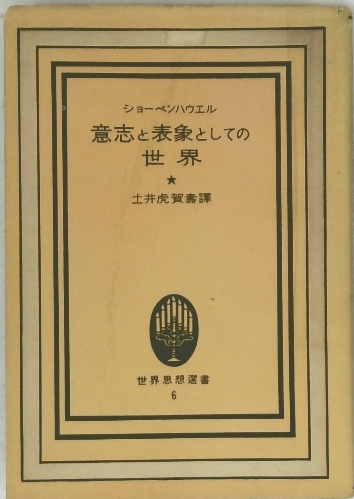 ショーペンハウエル
意志と表象としての
世界
★
土井虎賀壽譯
世界思想選書
6